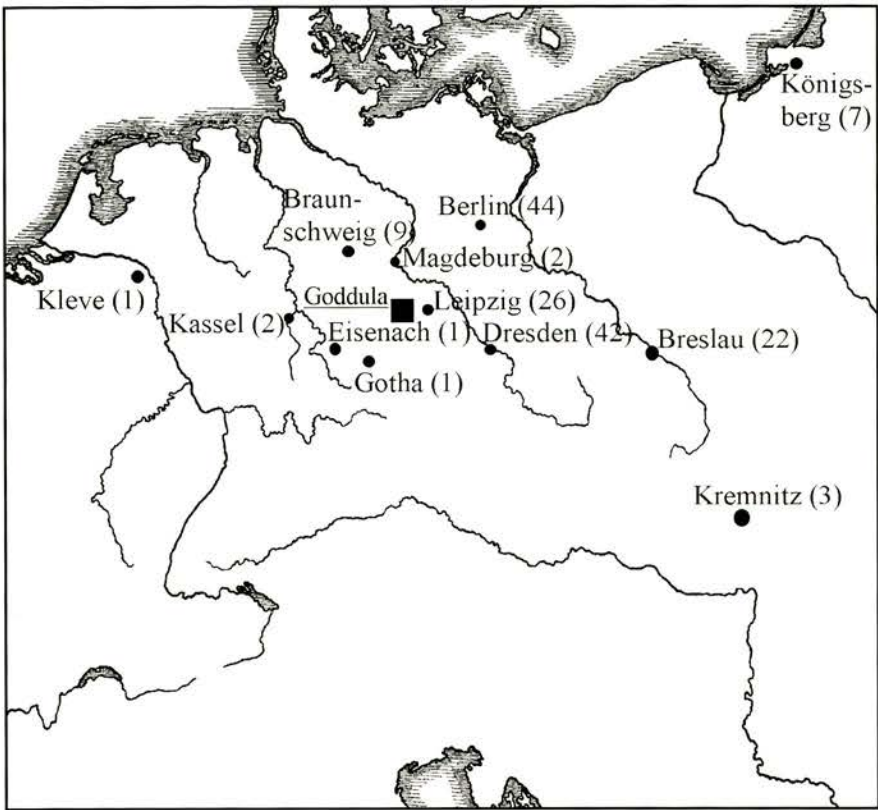 Königs-
berg (7)
Braun-
schweig (9)
Berlin (44)
Magdeburg (2)
Kleve (1)
Goddula
Leipzig (26)
Kassel (2)
Eisenach (1)
Dresden (42)
Breslau (22)
Gotha (1)
Kremnitz (3)